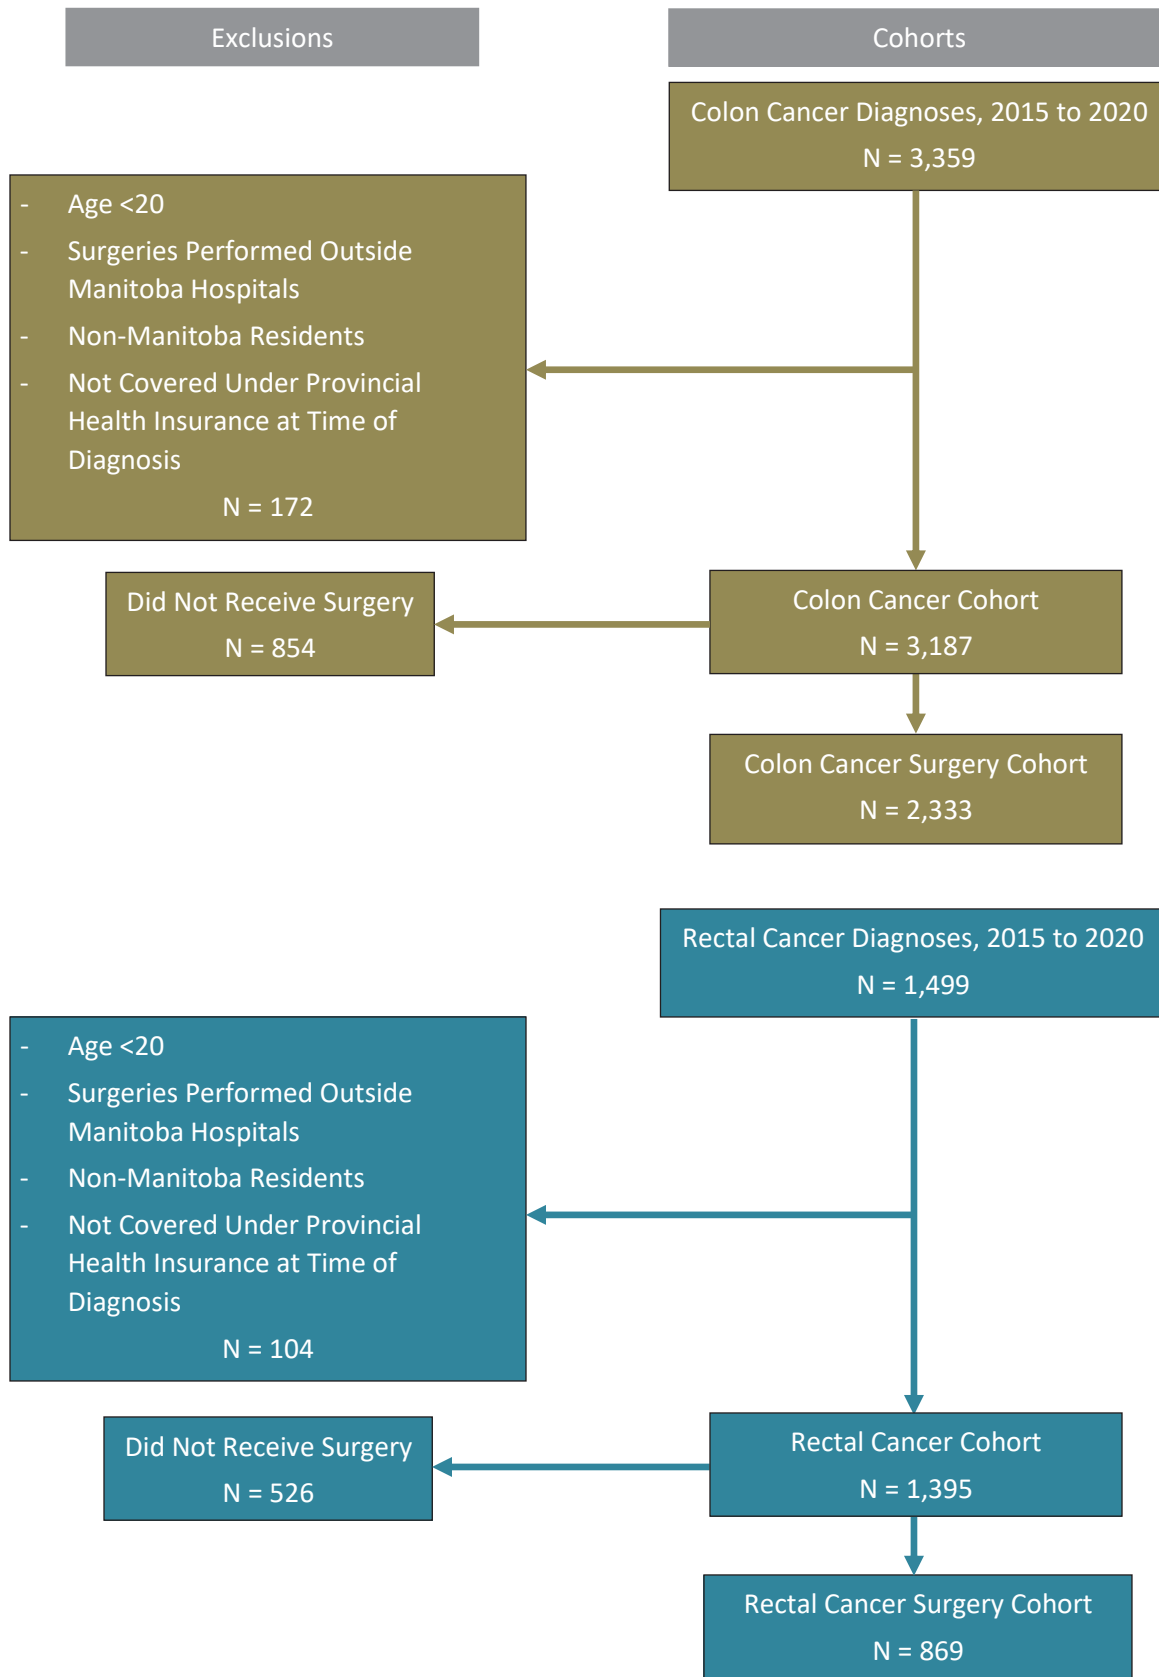 Exclusions
Cohorts
Colon Cancer Diagnoses, 2015 to 2020
N = 3,359
- Age <20
- Surgeries Performed Outside
Manitoba Hospitals
- Non-Manitoba Residents
- Not Covered Under Provincial
Health Insurance at Time of
Diagnosis
N = 172
Did Not Receive Surgery
N = 854
Colon Cancer Cohort
N = 3,187
Colon Cancer Surgery Cohort
N = 2,333
Rectal Cancer Diagnoses, 2015 to 2020
N = 1,499
- Age <20
- Surgeries Performed Outside
Manitoba Hospitals
- Non-Manitoba Residents
- Not Covered Under Provincial
Health Insurance at Time of
Diagnosis
N = 104
Did Not Receive Surgery
N = 526
Rectal Cancer Cohort
N = 1,395
Rectal Cancer Surgery Cohort
N = 869